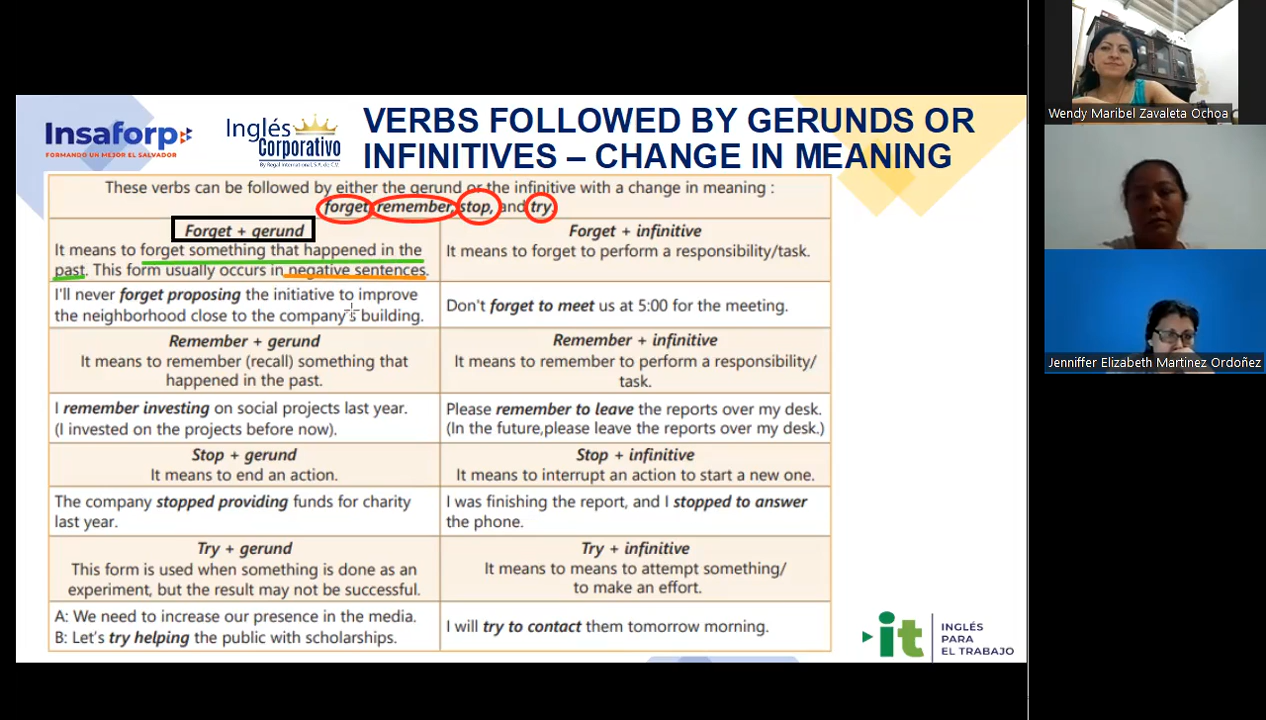 Insaforp
FORMANDO UN MEJOR EL SALVADOR
Inglés
Corporativo
By Regal International S.A. de C.V.
VERBS FOLLOWED BY GERUNDS OR
INFINITIVES – CHANGE IN MEANING
These verbs can be followed by either the gerund or the infinitive with a change in meaning :
forget, remember, stop, and try.
Forget + gerund
It means to forget something that happened in the
past. This form usually occurs in negative sentences.
Forget + infinitive
It means to forget to perform a responsibility/task.
I'll never forget proposing the initiative to improve
the neighborhood close to the company's building.
Don't forget to meet us at 5:00 for the meeting.
Remember + gerund
It means to remember (recall) something that
happened in the past.
Remember + infinitive
It means to remember to perform a responsibility/
task.
I remember investing on social projects last year.
(I invested on the projects before now).
Please remember to leave the reports over my desk.
(In the future,please leave the reports over my desk.)
Stop + gerund
It means to end an action.
Stop + infinitive
It means to interrupt an action to start a new one.
The company stopped providing funds for charity
last year.
I was finishing the report, and I stopped to answer
the phone.
Try + gerund
This form is used when something is done as an
experiment, but the result may not be successful.
Try + infinitive
It means to means to attempt something/
to make an effort.
A: We need to increase our presence in the media.
B: Let's try helping the public with scholarships.
I will try to contact them tomorrow morning.
it
INGLÉS
PARA
EL TRABAJO
Wendy Maribel Zavaleta Ochoa
Jenniffer Elizabeth Martinez Ordoñez